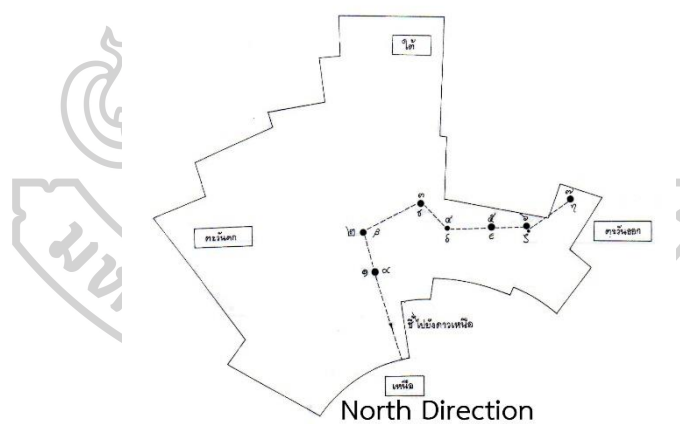 ใต้
๓
γ
๔
δ
๕
ε
๖
ζ
๗
η
๒ β
๑ α
ตะวันตก
ตะวันออก
ชี้ไปยังดาวเหนือ
เหนือ
North Direction